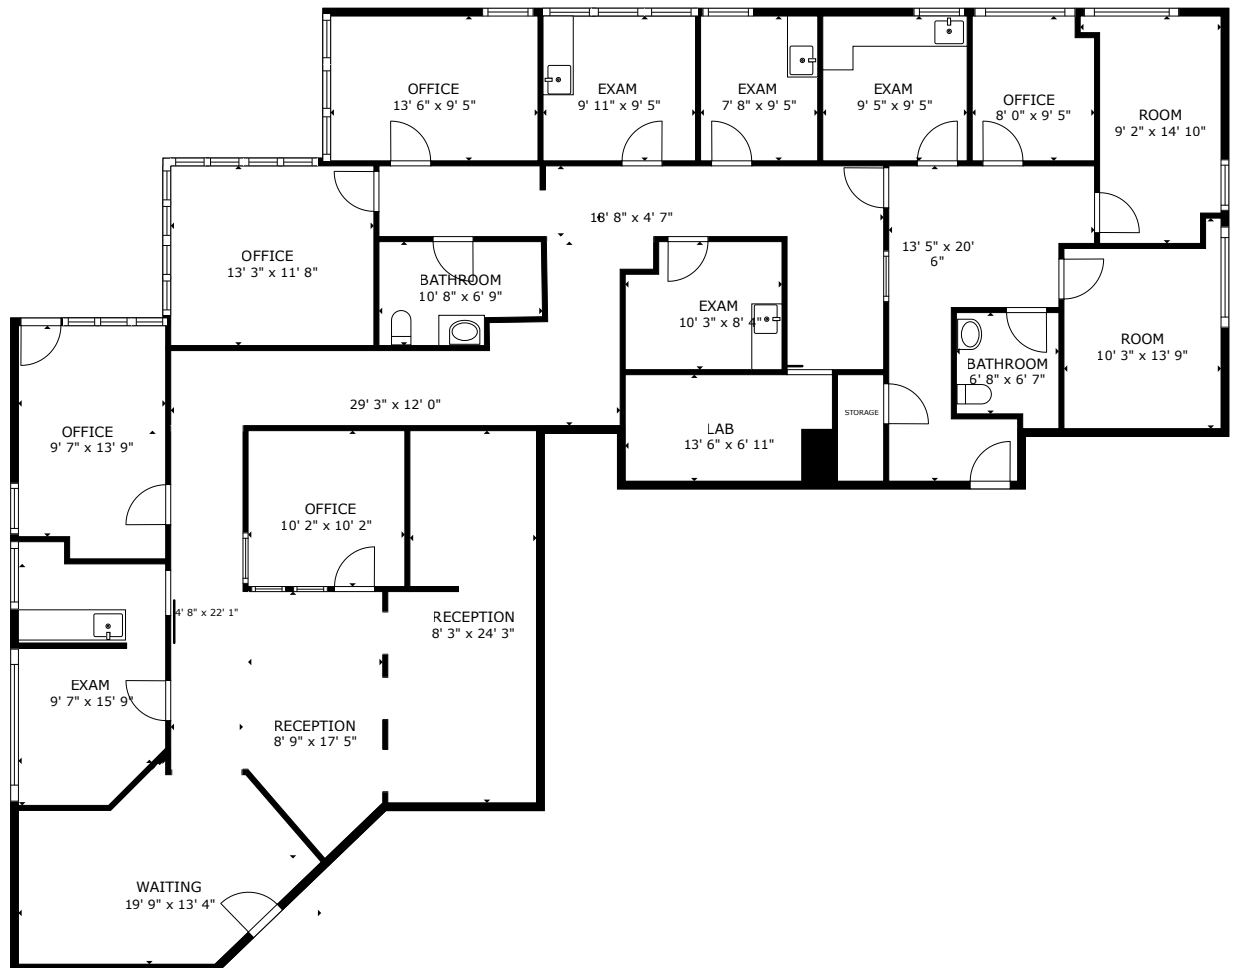 OFFICE
13' 6" x 9' 5"
EXAM
9' 11" x 9' 5"
EXAM
7' 8" x 9' 5"
EXAM
9' 5" x 9' 5"
OFFICE
8' 0" x 9' 5"
ROOM
9' 2" x 14' 10"
18' 8" x 4' 7"
OFFICE
13' 3" x 11' 8"
BATHROOM
10' 8" x 6' 9"
13' 5" x 20'
6"
EXAM
10' 3" x 8' 4"
ROOM
10' 3" x 13' 9"
BATHROOM
6' 8" x 6' 7"
29' 3" x 12' 0"
STORAGE
LAB
13' 6" x 6' 11"
OFFICE
9' 7" x 13' 9"
OFFICE
10' 2" x 10' 2"
4' 8" x 22' 1"
RECEPTION
8' 3" x 24' 3"
EXAM
9' 7" x 15' 9"
RECEPTION
8' 9" x 17' 5"
WAITING
19' 9" x 13' 4"